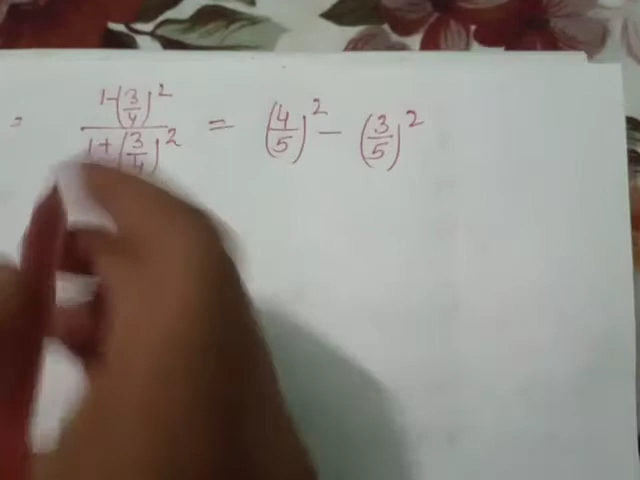 = (1-(3/4)^2)/(1+(3/4)^2) = (4/5)^2 - (3/5)^2